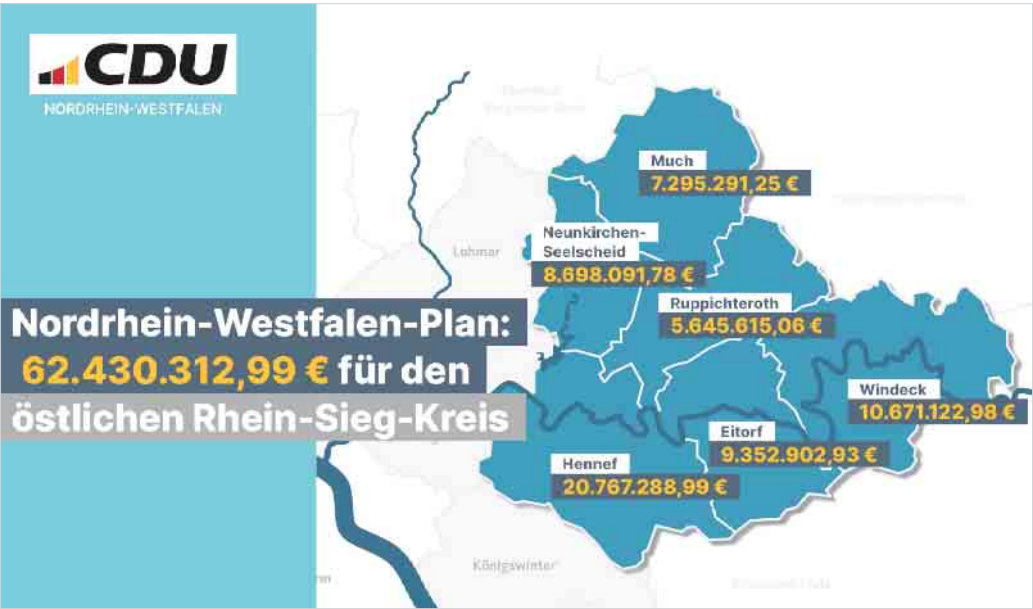 CDU
NORDRHEIN-WESTFALEN
Much
7.295.291,25 €
Neunkirchen-
Seelscheid
8.698.091,78 €
Lohmar
Ruppichteroth
5.645.615,06 €
Nordrhein-Westfalen-Plan:
62.430.312,99 € für den
östlichen Rhein-Sieg-Kreis
Windeck
10.671.122,98 €
Eitorf
9.352.902,93 €
Hennef
20.767.288,99 €
Königswinter